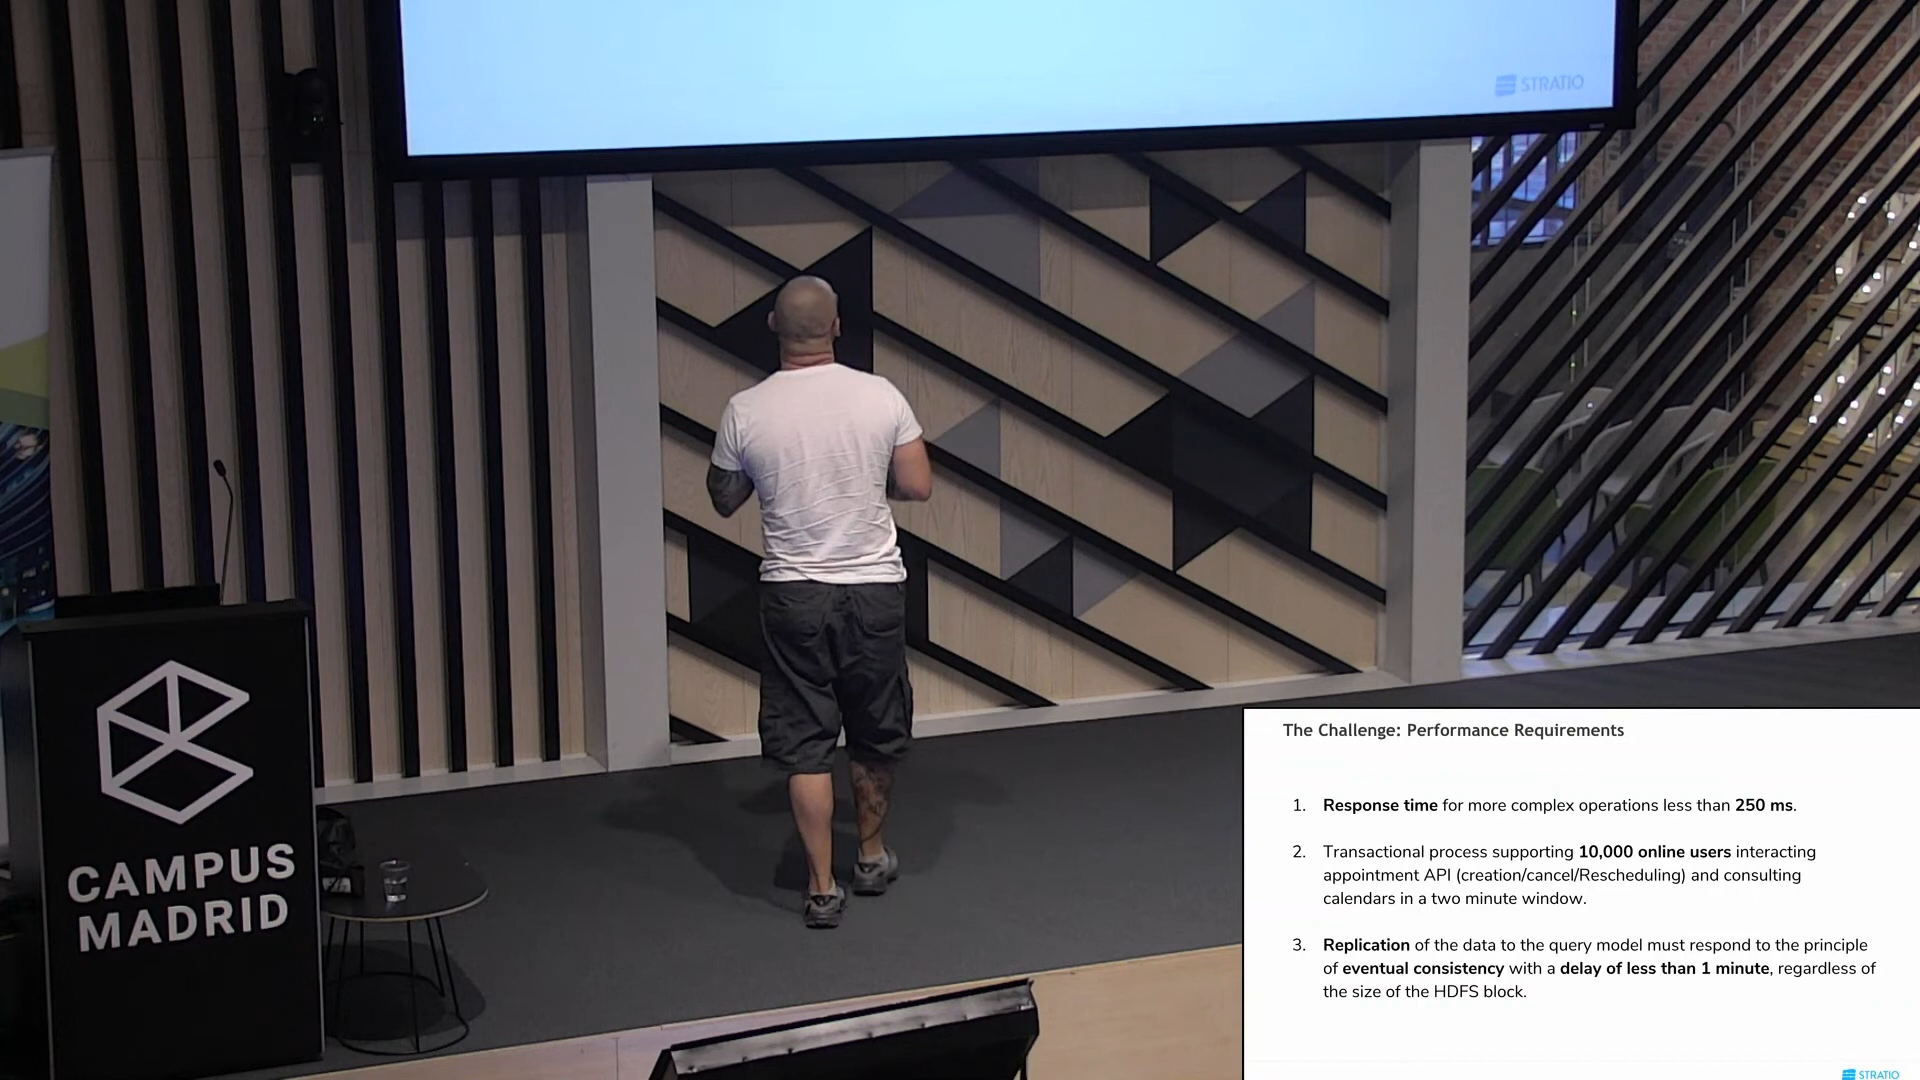 STRATIO
CAMPUS
MADRID
The Challenge: Performance Requirements
1. Response time for more complex operations less than 250 ms.
2. Transactional process supporting 10,000 online users interacting
appointment API (creation/cancel/Rescheduling) and consulting
calendars in a two minute window.
3. Replication of the data to the query model must respond to the principle
of eventual consistency with a delay of less than 1 minute, regardless of
the size of the HDFS block.
STRATIO